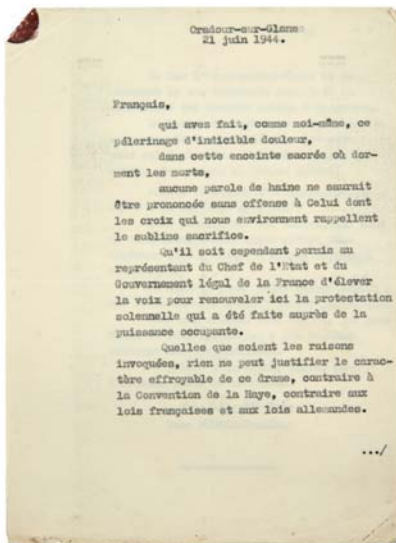 Oradour-sur-Glane
21 juin 1944.
Français,
qui avez fait, comme moi-même, ce
pélerinage d'indicible douleur,
dans cette enceinte sacrée où dor-
ment les morts,
aucune parole de haine ne saurait
être prononcée sans offense à Celui dont
les croix qui nous environnent rappellent
le sublime sacrifice.
Qu'il soit cependant permis au
représentant du Chef de l'Etat et du
Gouvernement légal de la France d'élever
la voix pour renouveler ici la protestation
solennelle qui a été faite auprès de la
puissance occupante.
Quelles que soient les raisons
invoquées, rien ne peut justifier le carac-
tère effroyable de ce drame, contraire à
la Convention de la Haye, contraire aux
lois françaises et aux lois allemandes.
.../